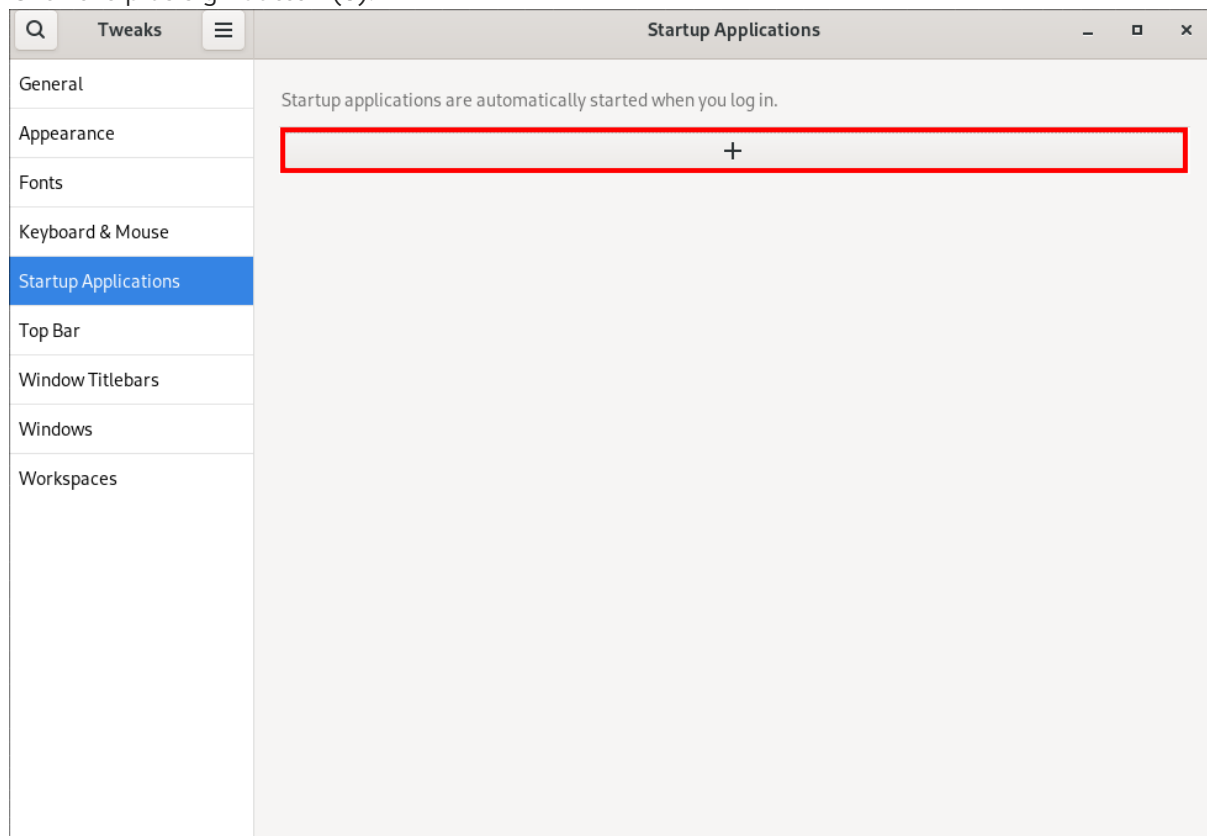 Tweaks
Startup Applications
General
Appearance
Fonts
Keyboard & Mouse
Startup Applications
Top Bar
Window Titlebars
Windows
Workspaces
Startup applications are automatically started when you log in.
+